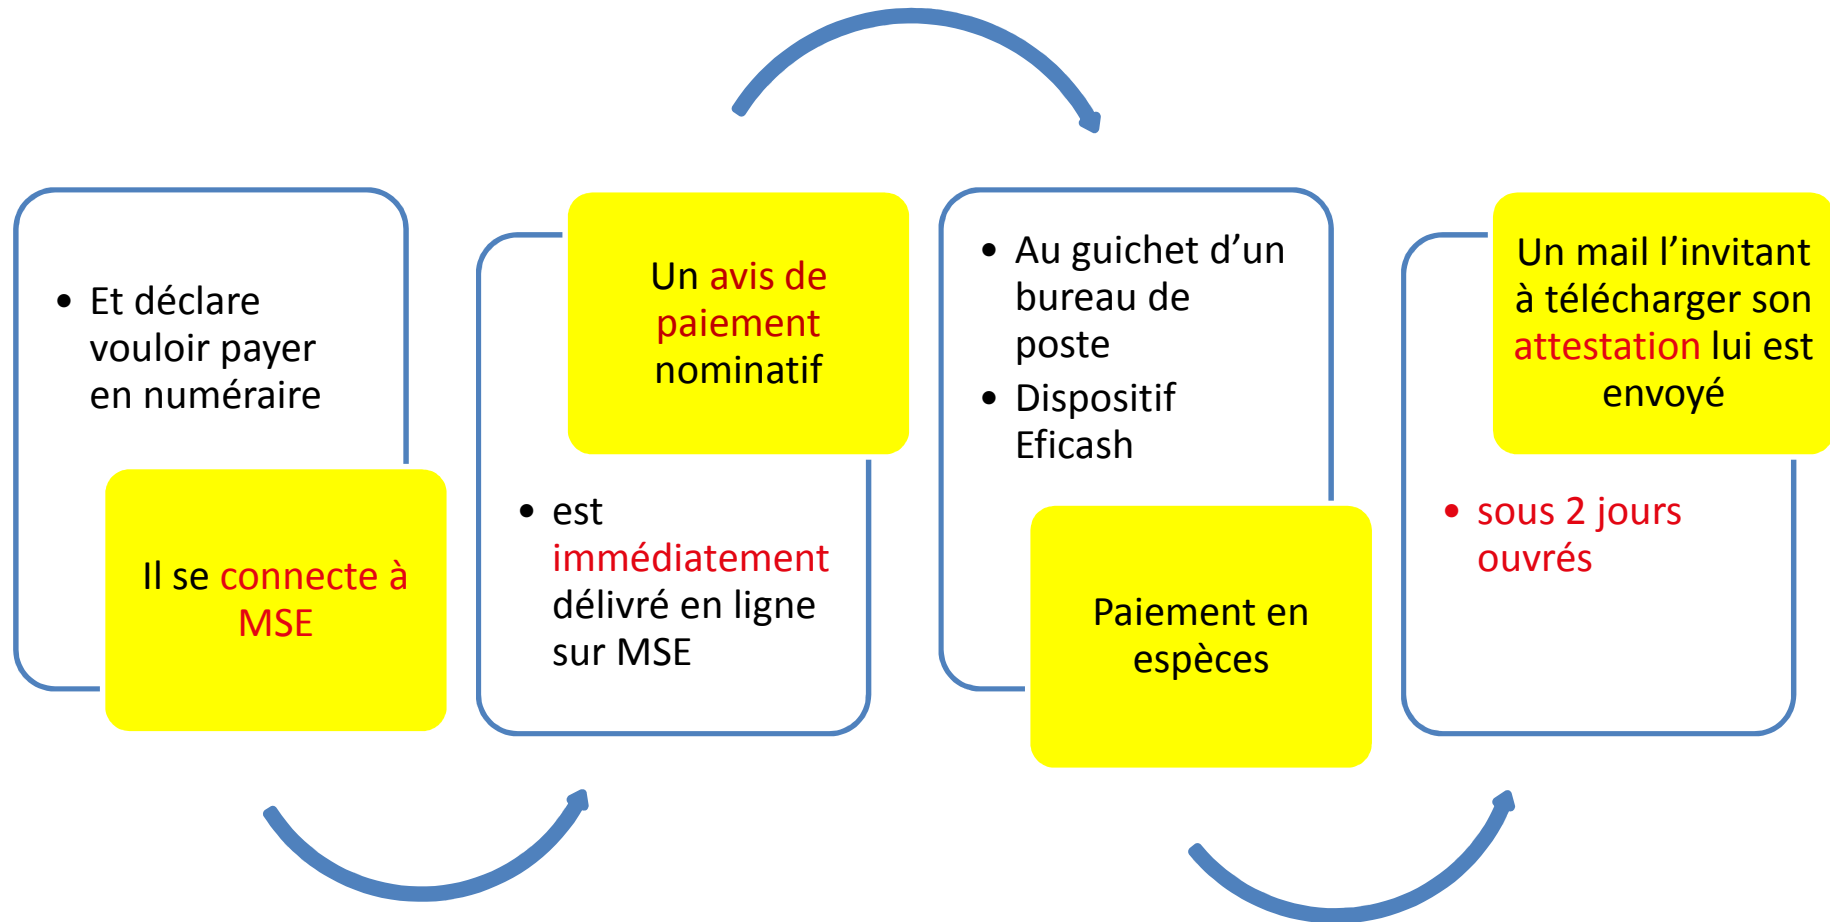 • Et déclare
vouloir payer
en numéraire
Il se connecte à
MSE
Un avis de
paiement
nominatif
• est
immédiatement
délivré en ligne
sur MSE
• Au guichet d’un
bureau de
poste
• Dispositif
Eficash
Paiement en
espèces
Un mail l’invitant
à télécharger son
attestation lui est
envoyé
• sous 2 jours
ouvrés